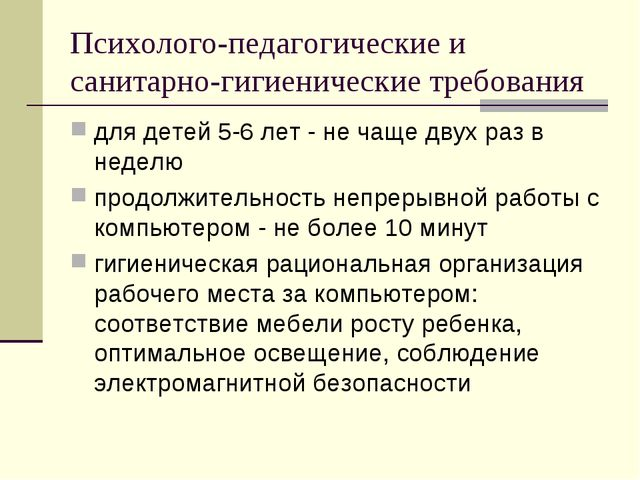 Психолого-педагогические и
санитарно-гигиенические требования
для детей 5-6 лет - не чаще двух раз в
неделю
продолжительность непрерывной работы с
компьютером - не более 10 минут
гигиеническая рациональная организация
рабочего места за компьютером:
соответствие мебели росту ребенка,
оптимальное освещение, соблюдение
электромагнитной безопасности